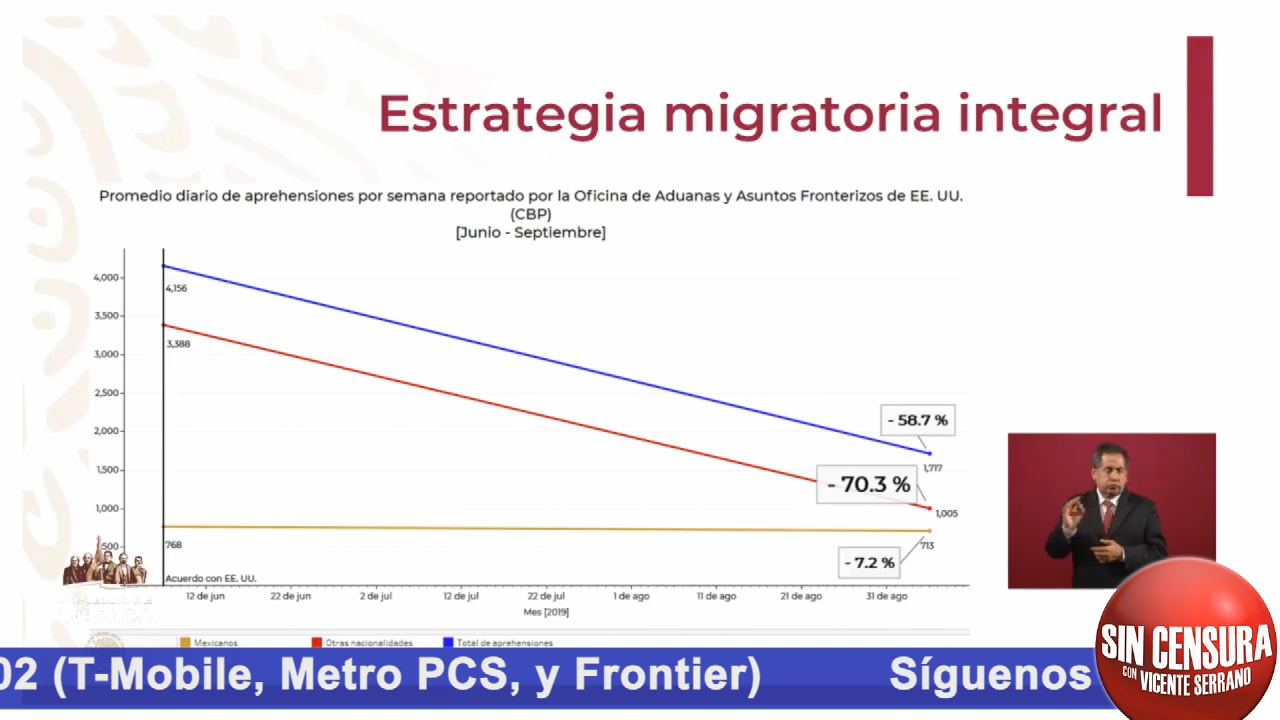 Estrategia migratoria integral
Promedio diario de aprehensiones por semana reportado por la Oficina de Aduanas y Asuntos Fronterizos de EE. UU.
(CBP)
[Junio - Septiembre]
4,000
3,500
3,000
2,500
2,000
1,500
1,000
500
4,156
3,388
768
- 58.7 %
1,717
- 70.3 %
1,005
713
- 7.2 %
Acuerdo con EE. UU.
12 de jun
22 de jun
2 de jul
12 de jul
22 de jul
1 de ago
11 de ago
21 de ago
31 de ago
Mes [2019]
Mexicanos
Otras nacionalidades
Total de aprehensiones
02 (T-Mobile, Metro PCS, y Frontier)
Síguenos
SIN CENSURA
CON VICENTE SERRANO